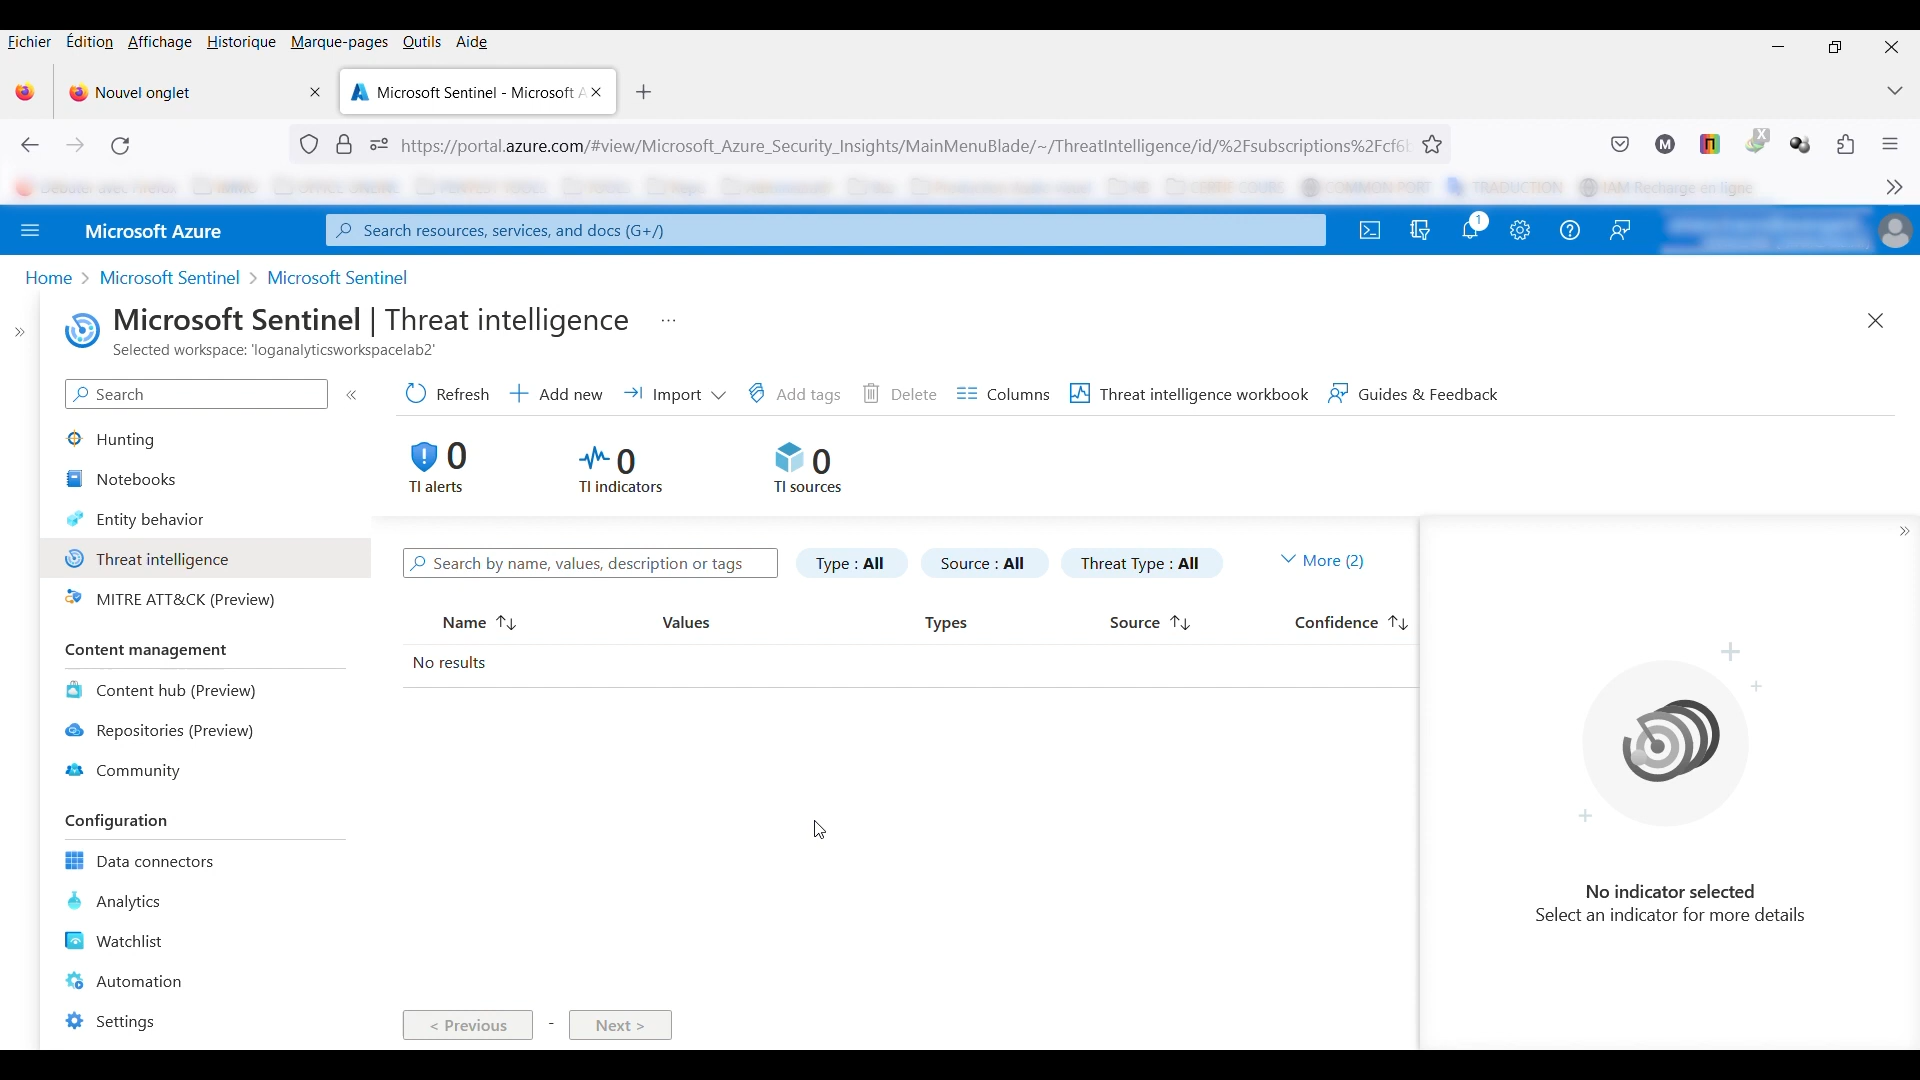 Fichier Édition Affichage Historique Marque-pages Outils Aide
Nouvel onglet
Microsoft Sentinel - Microsoft A
https://portal.azure.com/#view/Microsoft_Azure_Security_Insights/MainMenuBlade/~/ThreatIntelligence/id/%2Fsubscriptions%2Fcf6
TRADUCTION IAM Recharge en ligne
Microsoft Azure
Search resources, services, and docs (G+/)
1
Home > Microsoft Sentinel > Microsoft Sentinel
Microsoft Sentinel | Threat intelligence ...
Selected workspace: 'loganalyticsworkspacelab2'
Search «
Refresh Add new Import Add tags Delete Columns Threat intelligence workbook Guides & Feedback
Hunting
Notebooks
Entity behavior
Threat intelligence
MITRE ATT&CK (Preview)
Content management
Content hub (Preview)
Repositories (Preview)
Community
Configuration
Data connectors
Analytics
Watchlist
Automation
Settings
0 0 0
TI alerts TI indicators TI sources
Search by name, values, description or tags Type : All Source : All Threat Type : All More (2)
Name Values Types Source Confidence
No results
< Previous - Next >
No indicator selected
Select an indicator for more details